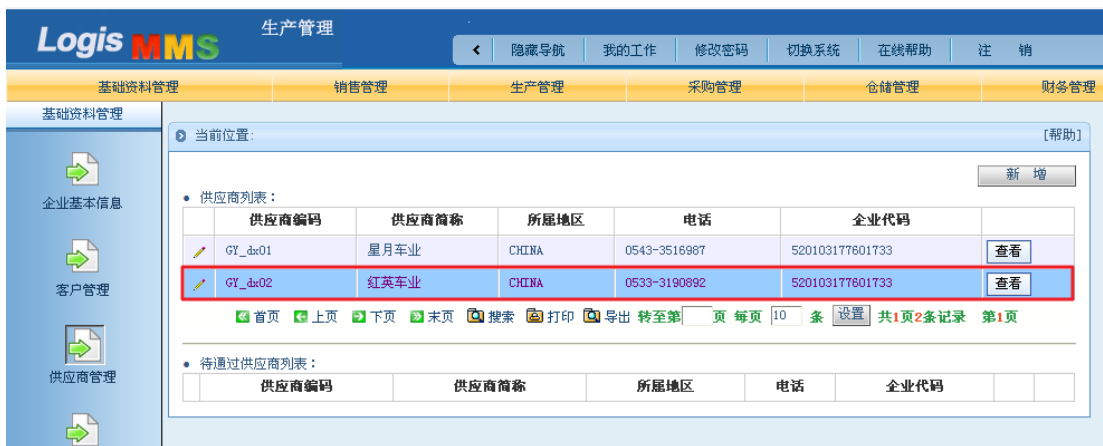 Logis MMS 生产管理
隐藏导航 我的工作 修改密码 切换系统 在线帮助 注 销
基础资料管理 销售管理 生产管理 采购管理 仓储管理 财务管理
基础资料管理
企业基本信息
客户管理
供应商管理
当前位置: [帮助]
新 增
供应商列表：
供应商编码 供应商简称 所属地区 电话 企业代码
GY_dx01 星月车业 CHINA 0543-3516987 520103177601733 查看
GY_dx02 红英车业 CHINA 0533-3190892 520103177601733 查看
首页 上页 下页 末页 搜索 打印 导出 转至第 页 每页 10 条 设置 共1页2条记录 第1页
待通过供应商列表：
供应商编码 供应商简称 所属地区 电话 企业代码